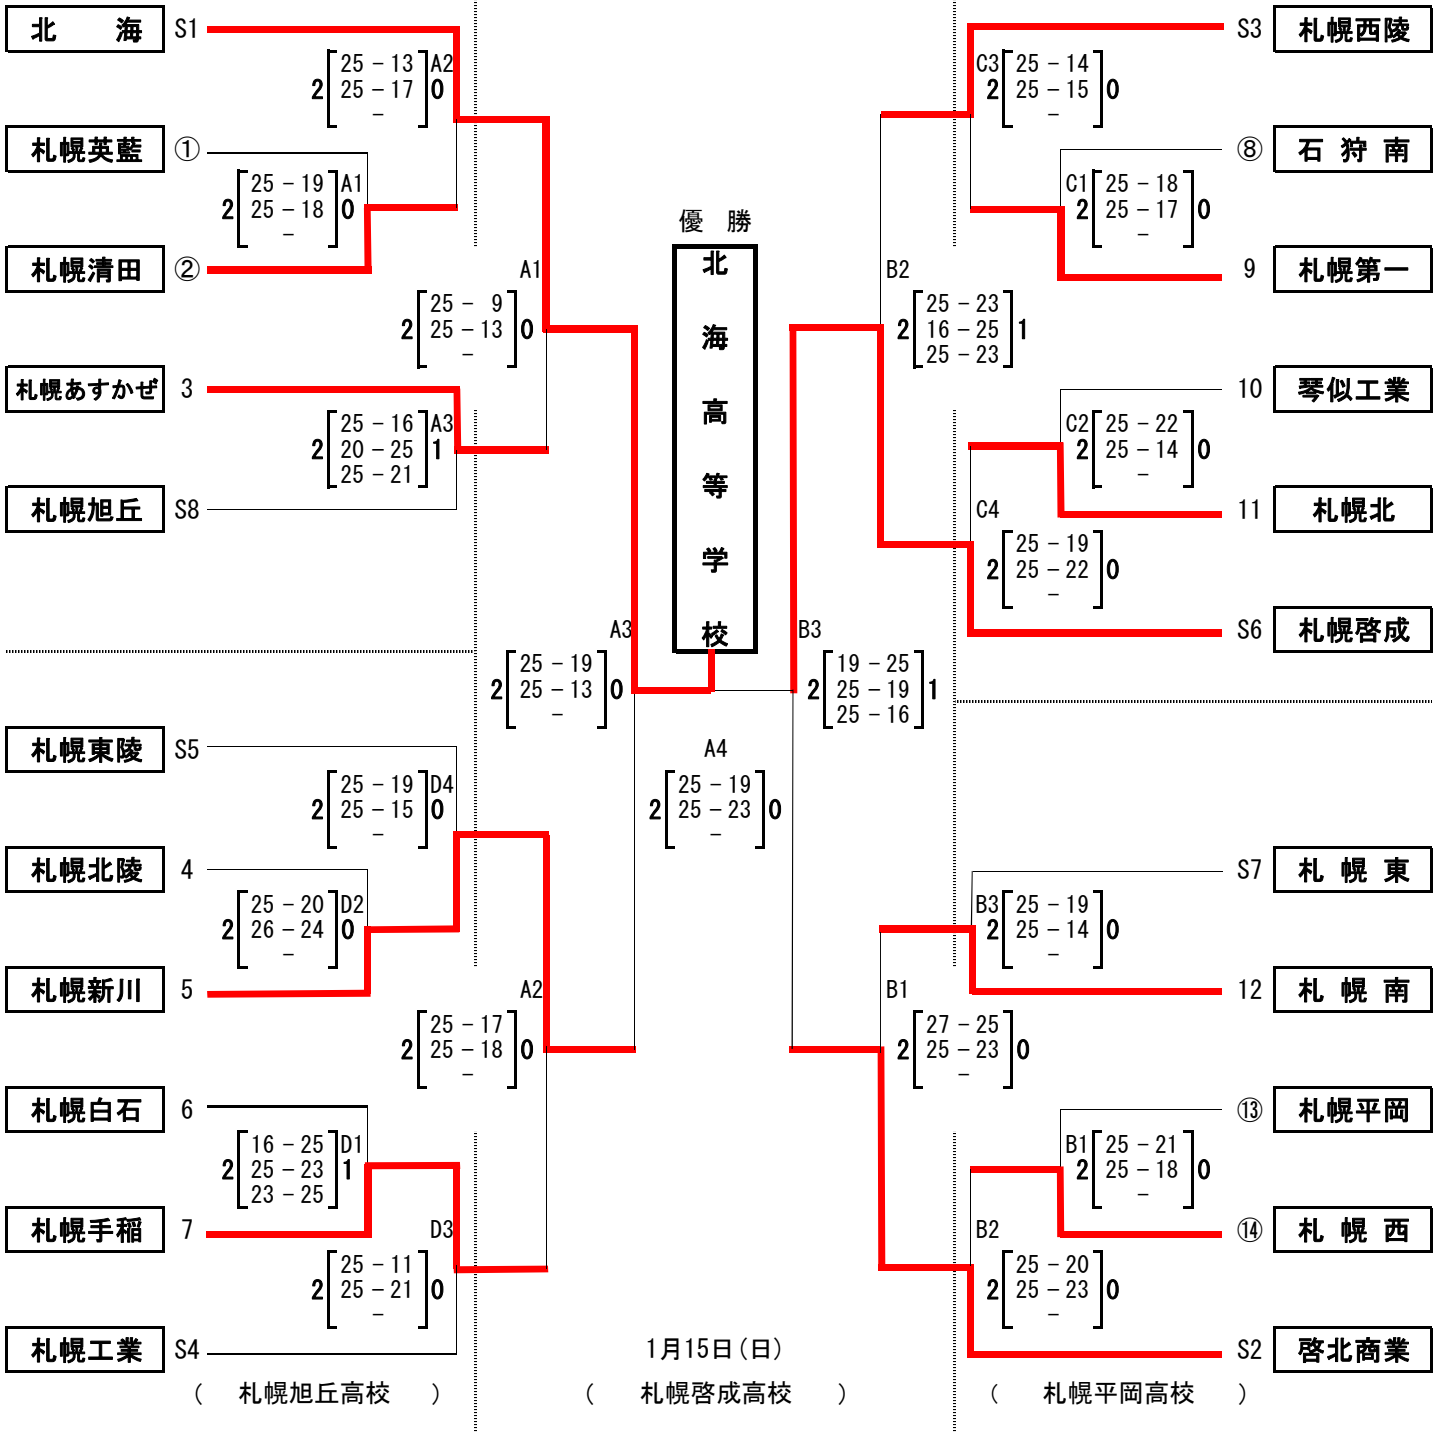 北　海 S1
25 - 13 A2
2 25 - 17 0
-
札幌英藍 ①
25 - 19 A1
2 25 - 18 0
-
札幌清田 ②
A1
25 - 9
2 25 - 13 0
-
札幌あすかぜ 3
25 - 16 A3
2 20 - 25 1
25 - 21
札幌旭丘 S8
A3
25 - 19
2 25 - 13 0
-
札幌東陵 S5
25 - 19 D4
2 25 - 15 0
-
札幌北陵 4
25 - 20 D2
2 26 - 24 0
-
札幌新川 5
A2
25 - 17
2 25 - 18 0
-
札幌白石 6
16 - 25 D1
2 25 - 23 1
23 - 25
札幌手稲 7
D3
25 - 11
2 25 - 21 0
-
札幌工業 S4
（　札幌旭丘高校　）
優　勝
北海高等学校
A4
25 - 19
2 25 - 23 0
-
1月15日(日)
（　札幌啓成高校　）
S3 札幌西陵
C3 25 - 14
2 25 - 15 0
-
⑧ 石狩南
C1 25 - 18
2 25 - 17 0
-
9 札幌第一
B2
25 - 23
2 16 - 25 1
25 - 23
10 琴似工業
C2 25 - 22
2 25 - 14 0
-
11 札幌北
C4
25 - 19
2 25 - 22 0
-
S6 札幌啓成
B3
19 - 25
2 25 - 19 1
25 - 16
S7 札幌東
B3 25 - 19
2 25 - 14 0
-
12 札幌南
B1
27 - 25
2 25 - 23 0
-
⑬ 札幌平岡
B1 25 - 21
2 25 - 18 0
-
⑭ 札幌西
B2
25 - 20
2 25 - 23 0
-
S2 啓北商業
（　札幌平岡高校　）